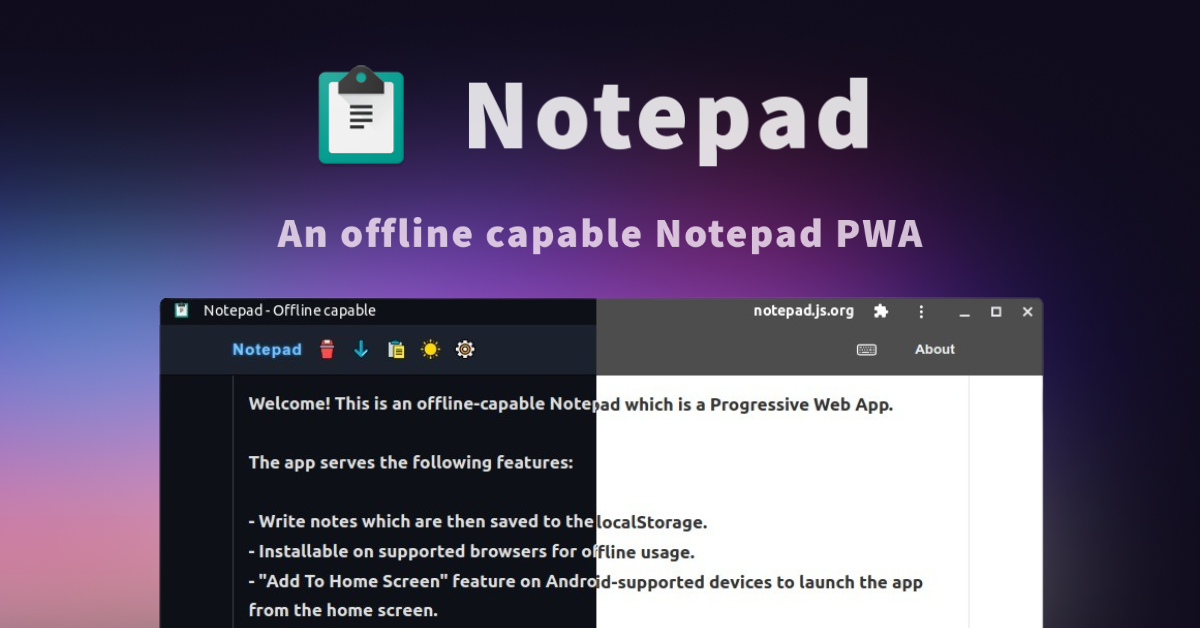 Notepad
An offline capable Notepad PWA
Notepad - Offline capable
notepad.js.org
Notepad
About
Welcome! This is an offline-capable Notepad which is a Progressive Web App.
The app serves the following features:
- Write notes which are then saved to the localStorage.
- Installable on supported browsers for offline usage.
- "Add To Home Screen" feature on Android-supported devices to launch the app
from the home screen.